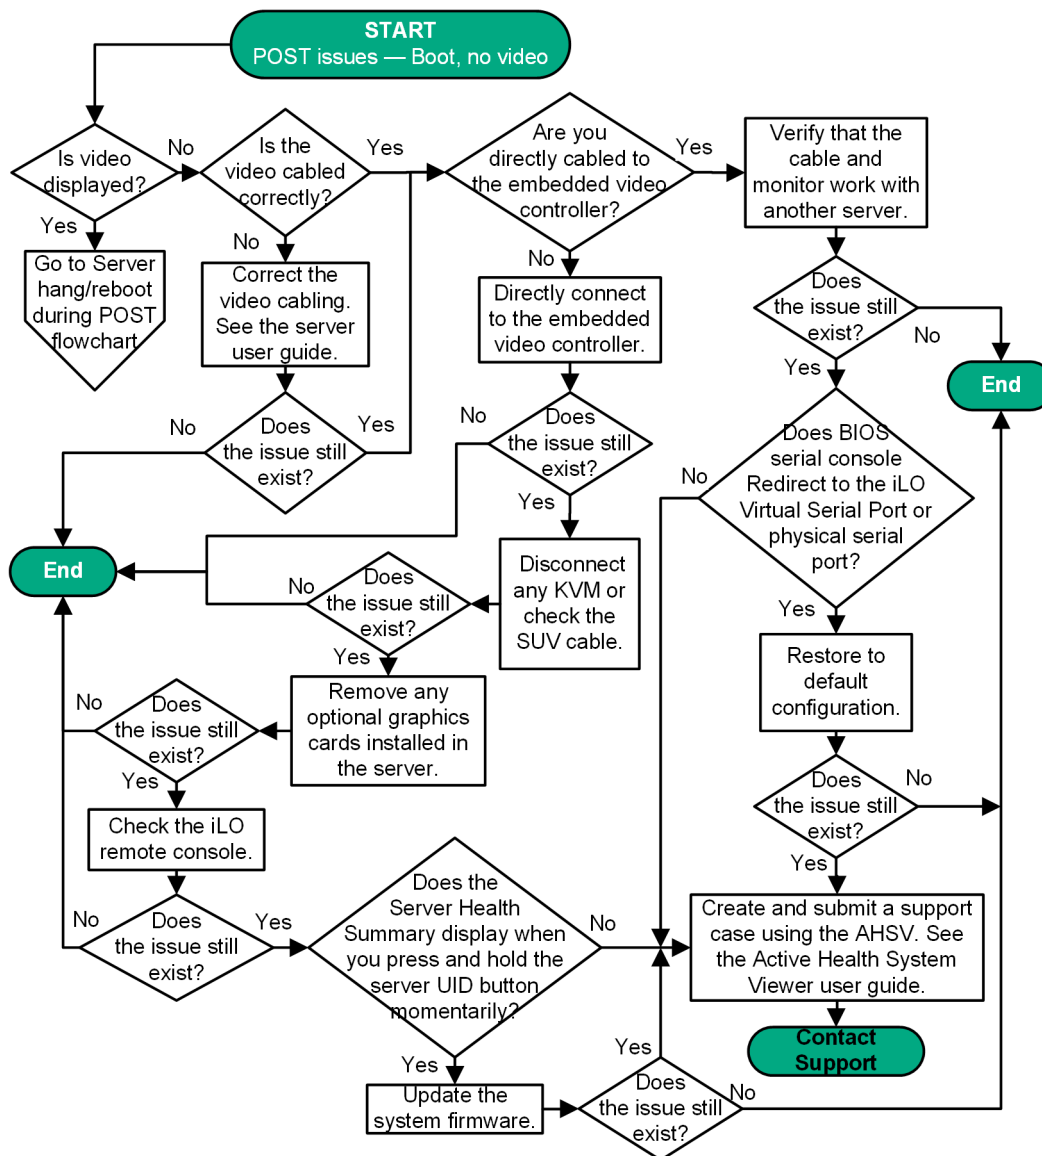 START
POST issues — Boot, no video
Is video
displayed?
No
Yes
Go to Server
hang/reboot
during POST
flowchart
Is the
video cabled
correctly?
Yes
No
Correct the
video cabling.
See the server
user guide.
Does
the issue still
exist?
No
Yes
Are you
directly cabled to
the embedded video
controller?
Yes
No
Directly connect
to the embedded
video controller.
Does
the issue still
exist?
No
Yes
Disconnect
any KVM or
check the
SUV cable.
Does
the issue still
exist?
No
Yes
Remove any
optional graphics
cards installed in
the server.
Does
the issue still
exist?
No
Yes
Check the iLO
remote console.
Does
the issue still
exist?
No
Yes
End
Does the
Server Health
Summary display when
you press and hold the
server UID button
momentarily?
No
Yes
Update the
system firmware.
Does
the issue still
exist?
Yes
No
Verify that the
cable and
monitor work with
another server.
Does
the issue still
exist?
No
Yes
End
Does BIOS
serial console
Redirect to the iLO
Virtual Serial Port or
physical serial
port?
No
Yes
Restore to
default
configuration.
Does
the issue still
exist?
No
Yes
Create and submit a support
case using the AHSV. See
the Active Health System
Viewer user guide.
Contact
Support